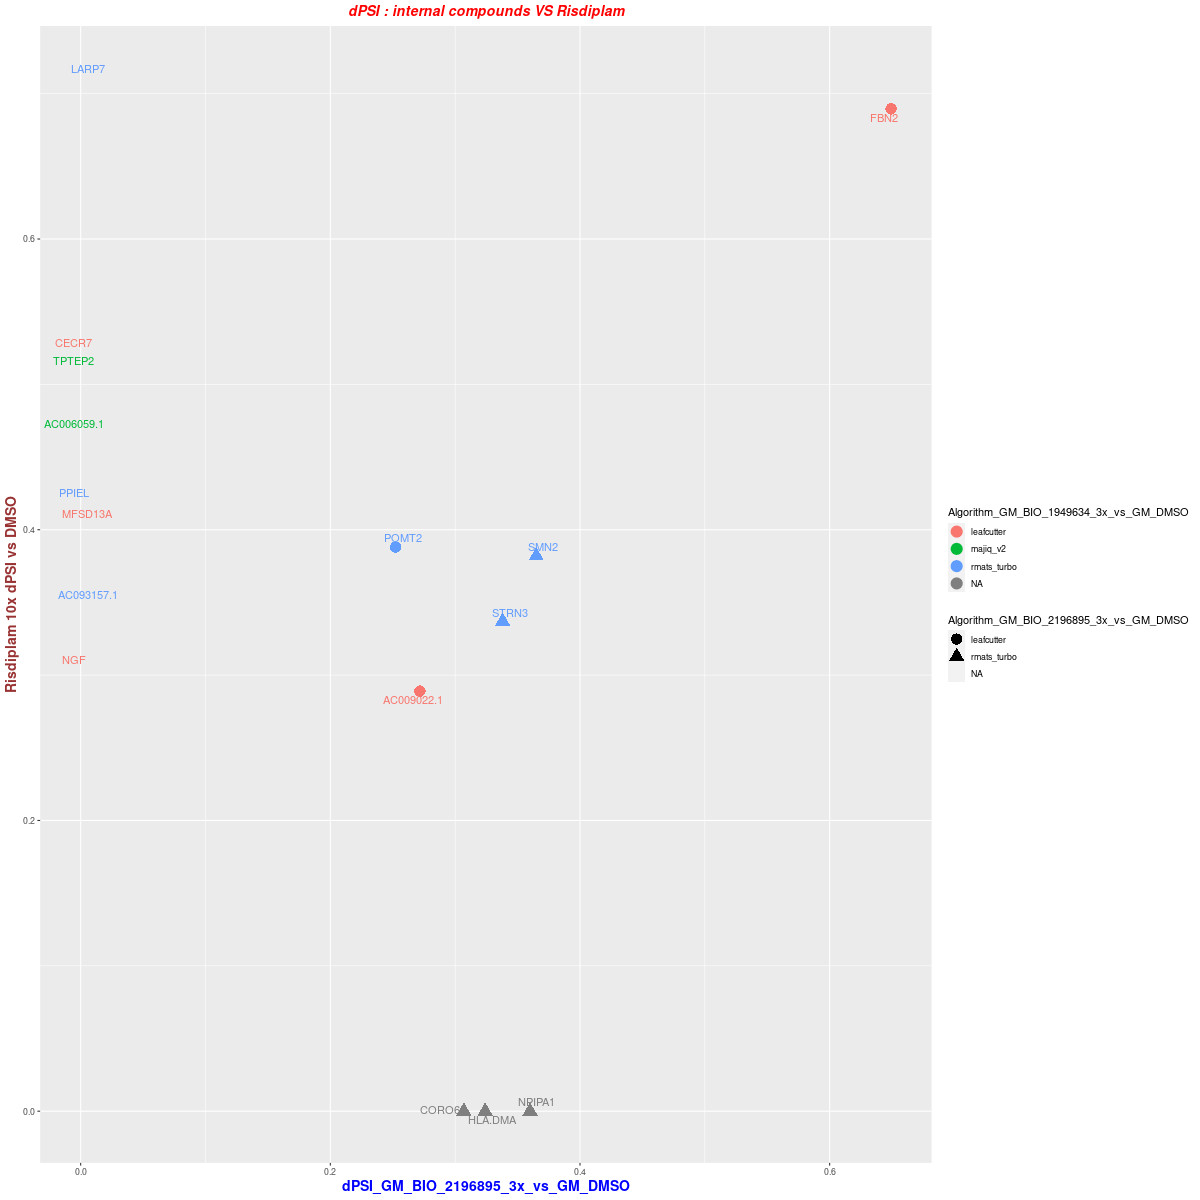 dPSI : internal compounds VS Risdiplam
LARP7
FBN2
0.6
CECR7
TPTEP2
AC006059.1
PPIEL
MFSD13A
0.4
POMT2
SMN2
AC093157.1
STRN3
NGF
AC009022.1
0.2
NPIPA1
CORO6
0.0
HLA.DMA
0.0
0.2
0.4
0.6
dPSI_GM_BIO_2196895_3x_vs_GM_DMSO
Risdiplam 10x dPSI vs DMSO
Algorithm_GM_BIO_1949634_3x_vs_GM_DMSO
leafcutter
majiq_v2
rmats_turbo
NA
Algorithm_GM_BIO_2196895_3x_vs_GM_DMSO
leafcutter
rmats_turbo
NA